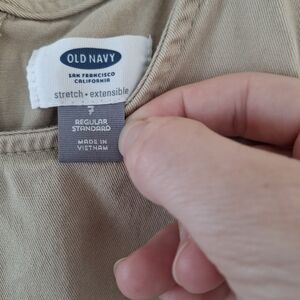 OLD NAVY
SAN FRANCISCO
CALIFORNIA
stretch • extensible
7
REGULAR
STANDARD
MADE IN
VIETNAM